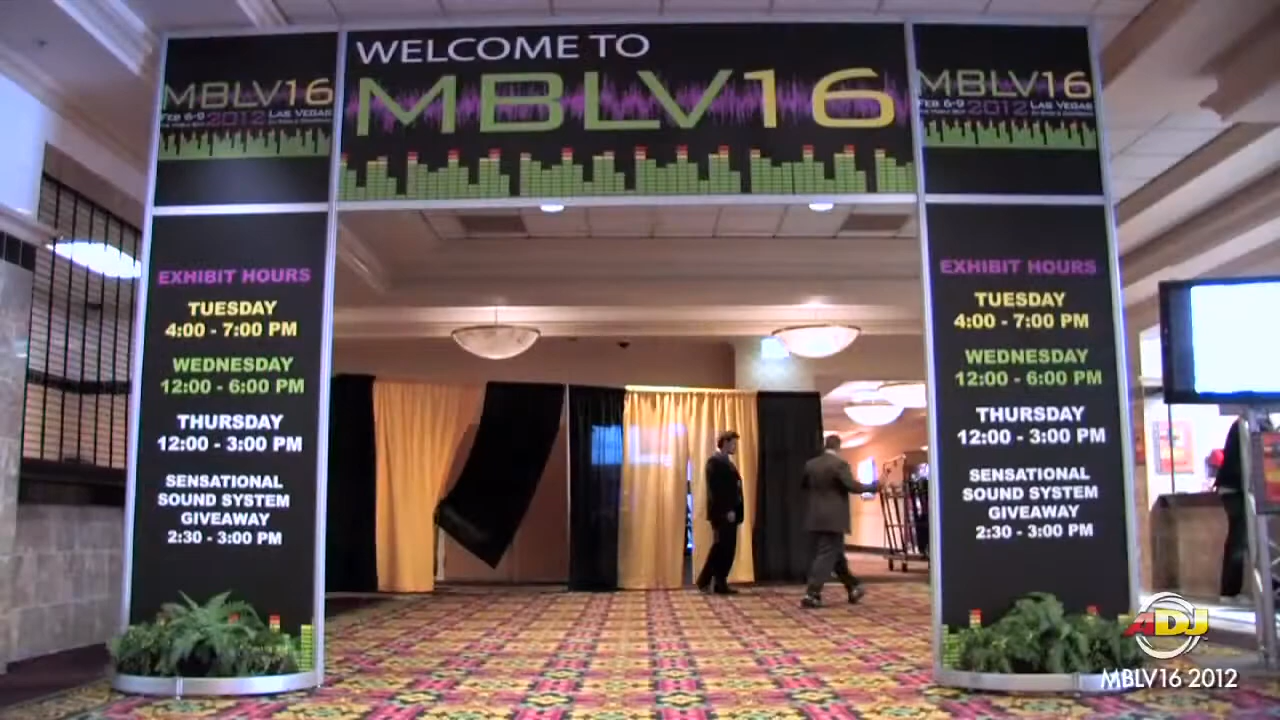 WELCOME TO
MBLV16
MBLV16
FEB 6-9
2012
LAS VEGAS
EXHIBIT HOURS
TUESDAY
4:00 - 7:00 PM
WEDNESDAY
12:00 - 6:00 PM
THURSDAY
12:00 - 3:00 PM
SENSATIONAL
SOUND SYSTEM
GIVEAWAY
2:30 - 3:00 PM
MBLV16
FEB 6-9
2012
LAS VEGAS
EXHIBIT HOURS
TUESDAY
4:00 - 7:00 PM
WEDNESDAY
12:00 - 6:00 PM
THURSDAY
12:00 - 3:00 PM
SENSATIONAL
SOUND SYSTEM
GIVEAWAY
2:30 - 3:00 PM
ADJ
MBLV16 2012